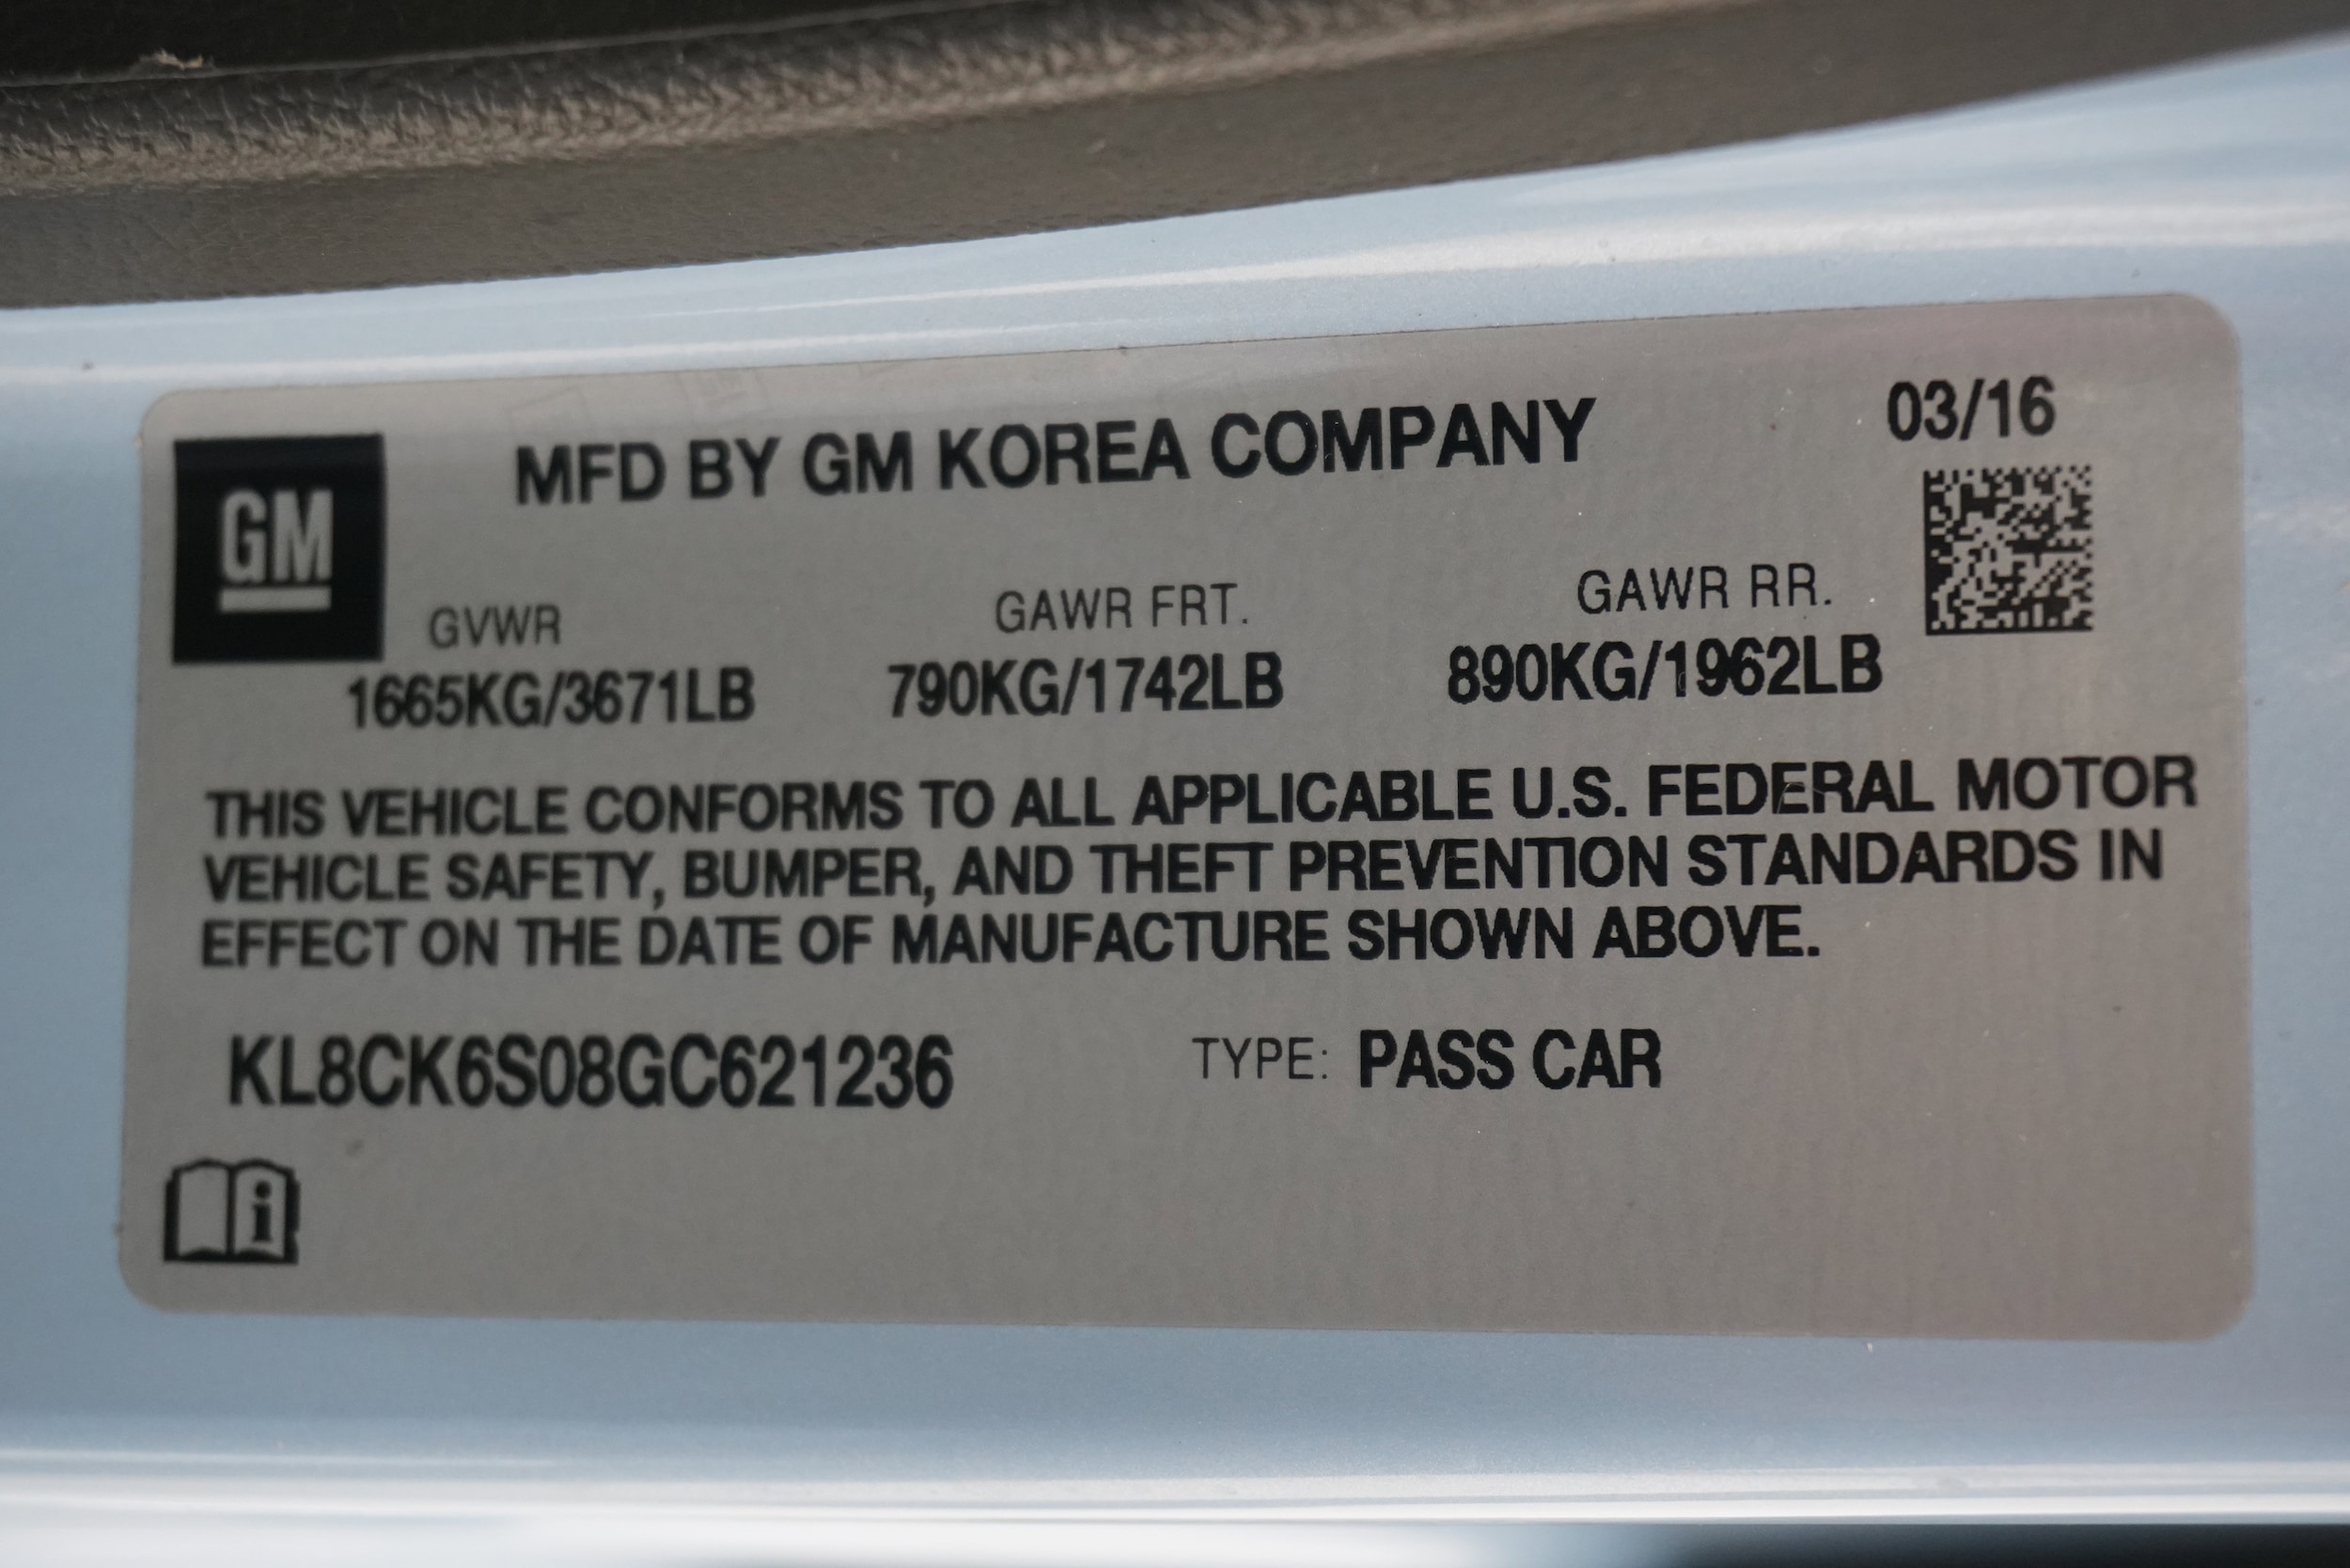 MFD BY GM KOREA COMPANY
03/16
GM
GVWR
GAWR FRT.
GAWR RR.
1665KG/3671LB
790KG/1742LB
890KG/1962LB
THIS VEHICLE CONFORMS TO ALL APPLICABLE U.S. FEDERAL MOTOR
VEHICLE SAFETY, BUMPER, AND THEFT PREVENTION STANDARDS IN
EFFECT ON THE DATE OF MANUFACTURE SHOWN ABOVE.
KL8CK6S08GC621236
TYPE: PASS CAR
i